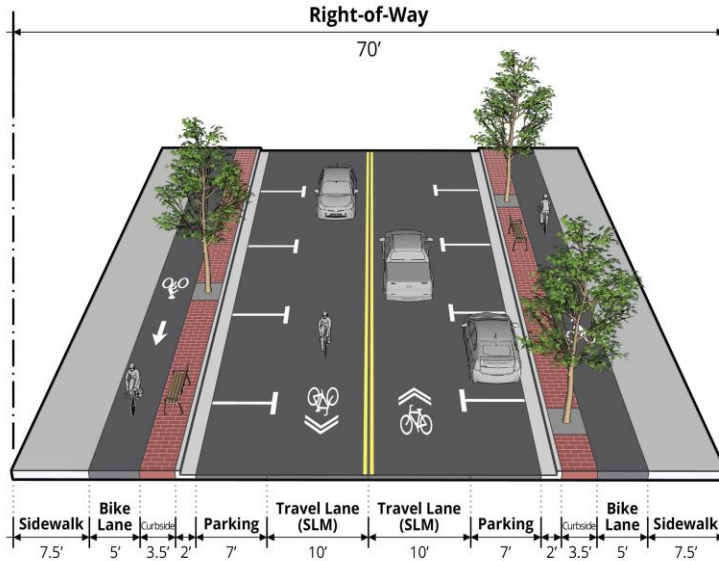 Right-of-Way
70’
Sidewalk Bike Lane Curbside Parking Travel Lane (SLM) Travel Lane (SLM) Parking Curbside Bike Lane Sidewalk
7.5’ 5’ 3.5’ 2’ 7’ 10’ 10’ 7’ 2’ 3.5’ 5’ 7.5’